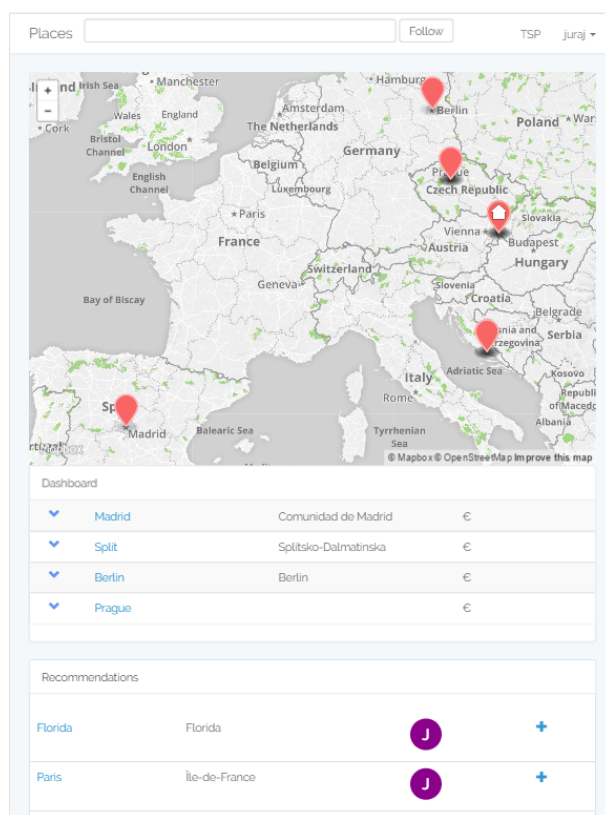 Places Follow TSP juraj
+
-
Irish Sea
Manchester
Hamburg
Cork
Wales
England
Amsterdam
Berlin
Poland
Bristol
Channel
London
The Netherlands
Germany
English
Channel
Belgium
Luxembourg
Czech Republic
Paris
France
Vienna
Slovakia
Budapest
Austria
Hungary
Switzerland
Geneva
Slovenia
Croatia
Bay of Biscay
Belgrade
Serbia
Adriatic Sea
Italy
Kosovo
Rome
Albania
Madrid
Balearic Sea
Tyrrhenian
Sea
© Mapbox © OpenStreetMap Improve this map
Dashboard
Madrid Comunidad de Madrid €
Split Splitsko-Dalmatinska €
Berlin Berlin €
Prague €
Recommendations
Florida Florida J +
Paris Île-de-France J +